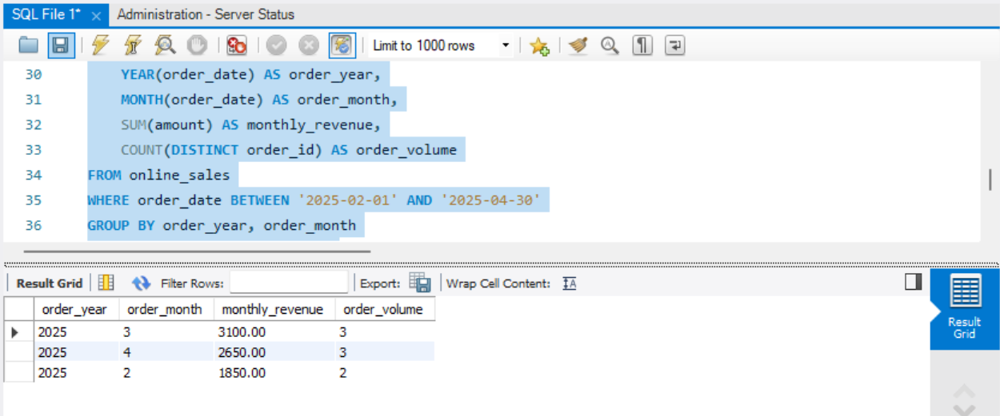 SQL File 1* × Administration - Server Status
Limit to 1000 rows
30 YEAR(order_date) AS order_year,
31 MONTH(order_date) AS order_month,
32 SUM(amount) AS monthly_revenue,
33 COUNT(DISTINCT order_id) AS order_volume
34 FROM online_sales
35 WHERE order_date BETWEEN '2025-02-01' AND '2025-04-30'
36 GROUP BY order_year, order_month
Result Grid Filter Rows: Export: Wrap Cell Content: IA
order_year order_month monthly_revenue order_volume
2025 3 3100.00 3
2025 4 2650.00 3
2025 2 1850.00 2
Result
Grid